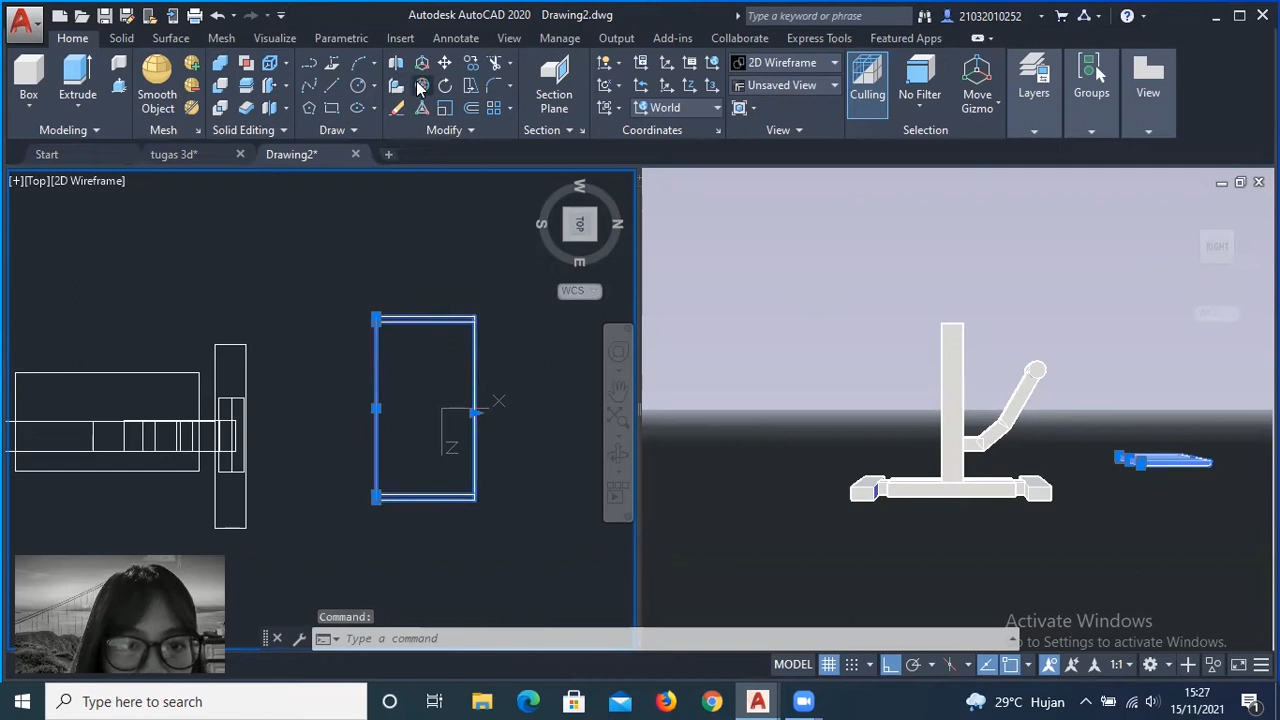 Autodesk AutoCAD 2020 Drawing2.dwg
Type a keyword or phrase
21032010252
Home Solid Surface Mesh Visualize Parametric Insert Annotate View Manage Output Add-ins Collaborate Express Tools Featured Apps
2D Wireframe
Unsaved View
World
Box
Extrude
Smooth
Object
Section
Plane
Culling
No Filter
Move
Gizmo
Layers
Groups
View
Modeling Mesh Solid Editing Draw Modify Section Coordinates View Selection
Start
tugas 3d*
Drawing2*
[+][Top][2D Wireframe]
W
S
TOP
N
E
WCS
X
Z
RIGHT
Command:
Type a command
Activate Windows
o to Settings to activate Windows.
MODEL
1:1
Type here to search
29°C Hujan
15:27
15/11/2021
1